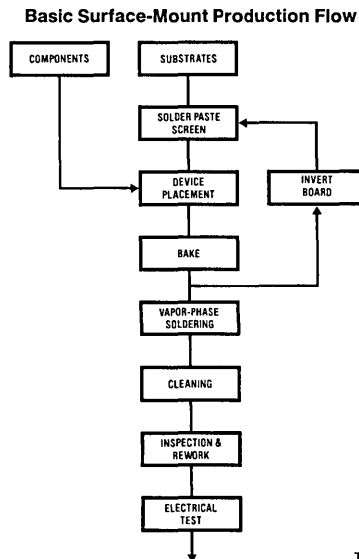 Basic Surface-Mount Production Flow
COMPONENTS
SUBSTRATES
SOLDER PASTE
SCREEN
DEVICE
PLACEMENT
INVERT
BOARD
BAKE
VAPOR-PHASE
SOLDERING
CLEANING
INSPECTION &
REWORK
ELECTRICAL
TEST